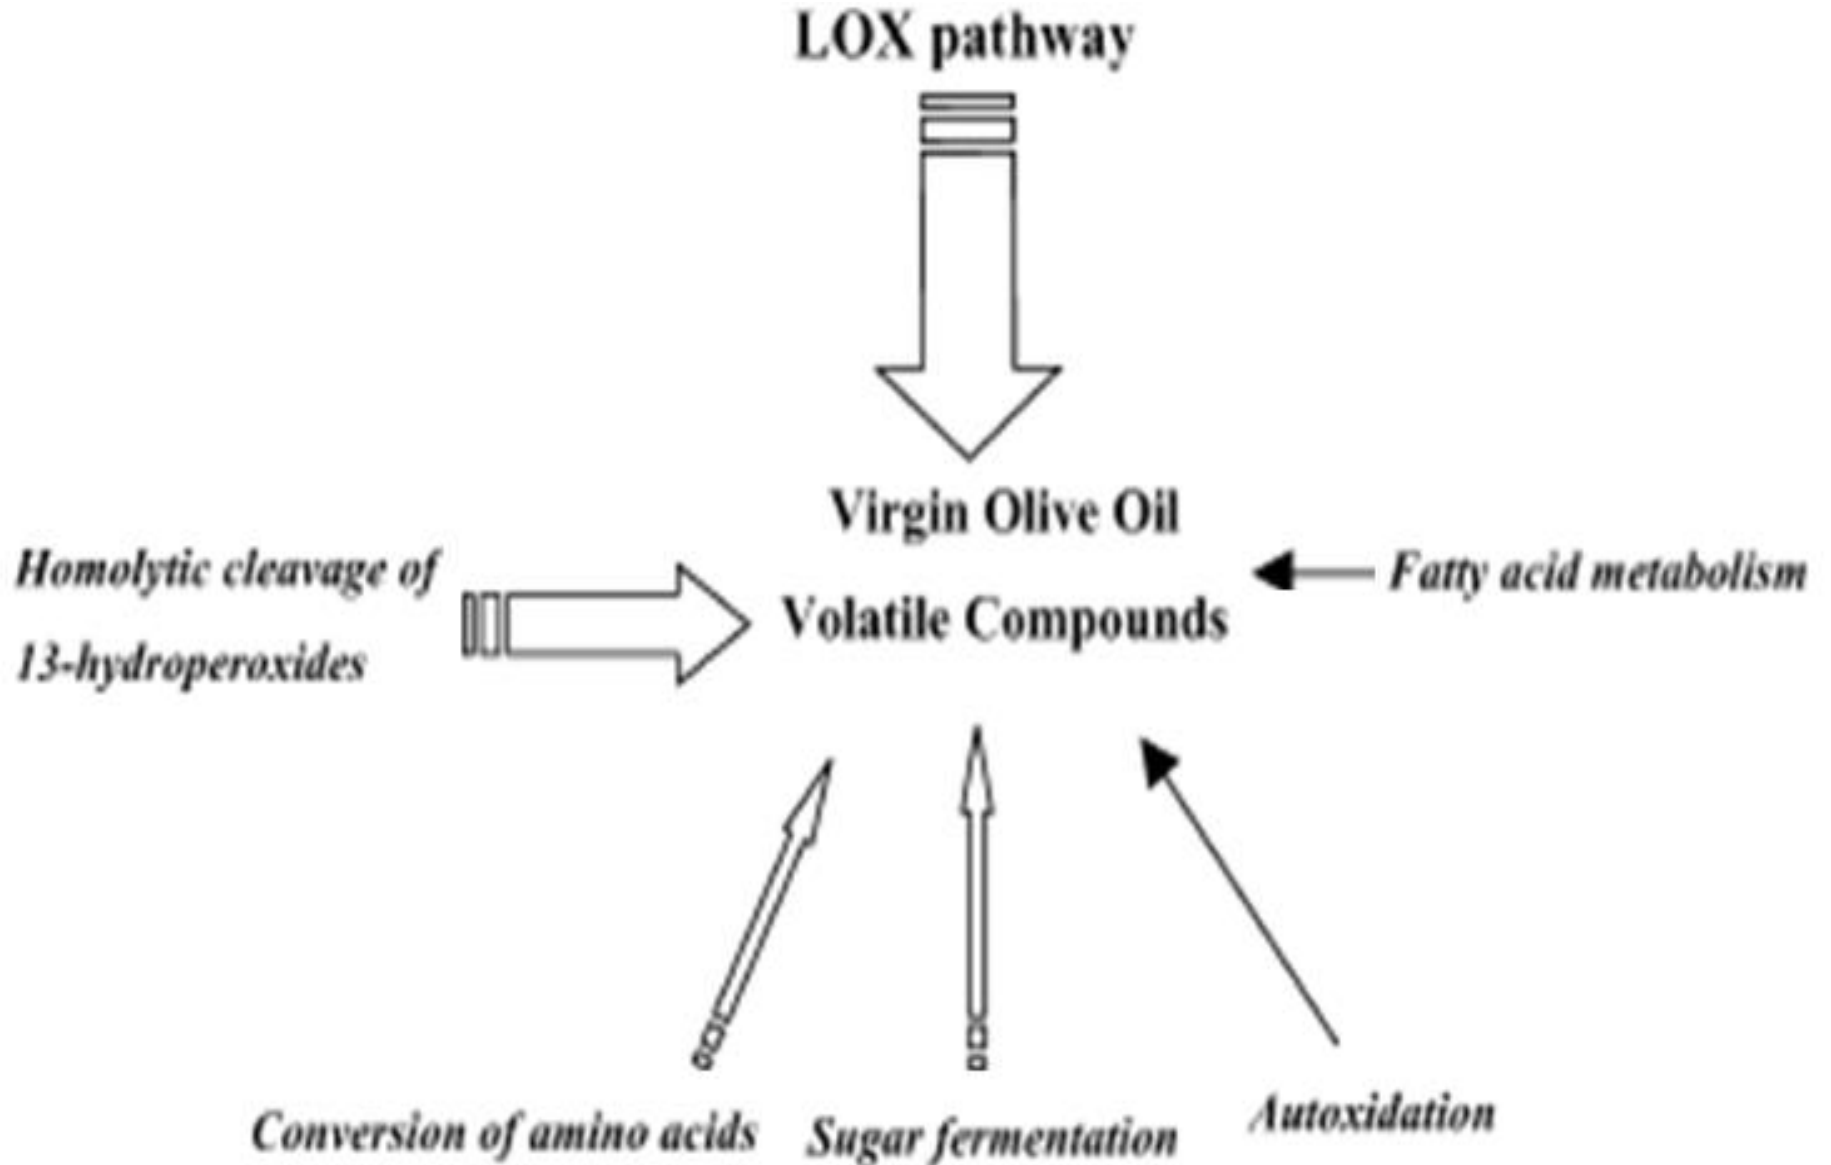 LOX pathway
Virgin Olive Oil
Homolytic cleavage of
13-hydroperoxides
Volatile Compounds
Fatty acid metabolism
Conversion of amino acids
Sugar fermentation
Autoxidation